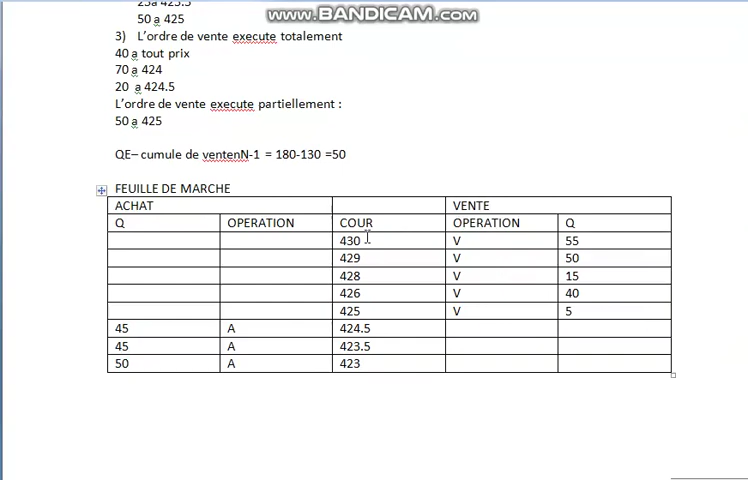 www.BANDICAM.com
25a 423.5
50 a 425
3) L'ordre de vente execute totalement
40 a tout prix
70 a 424
20 a 424.5
L'ordre de vente execute partiellement :
50 a 425
QE– cumule de ventenN-1 = 180-130 =50
FEUILLE DE MARCHE
ACHAT VENTE
Q OPERATION COUR OPERATION Q
430 V 55
429 V 50
428 V 15
426 V 40
425 V 5
45 A 424.5
45 A 423.5
50 A 423